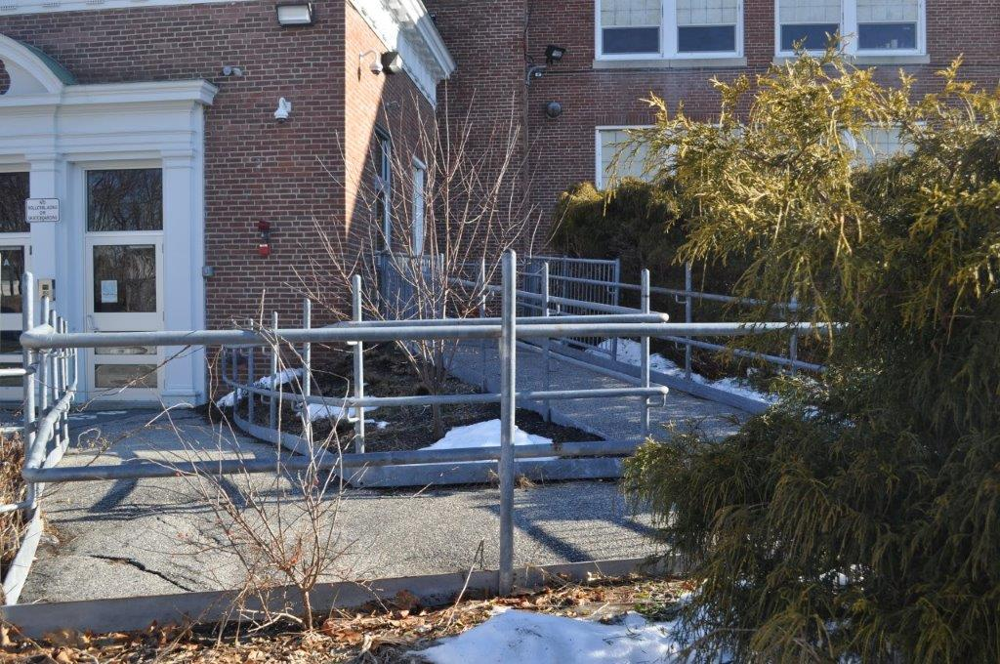 NO
ROLLERBLADING
OR
SKATEBOARDING